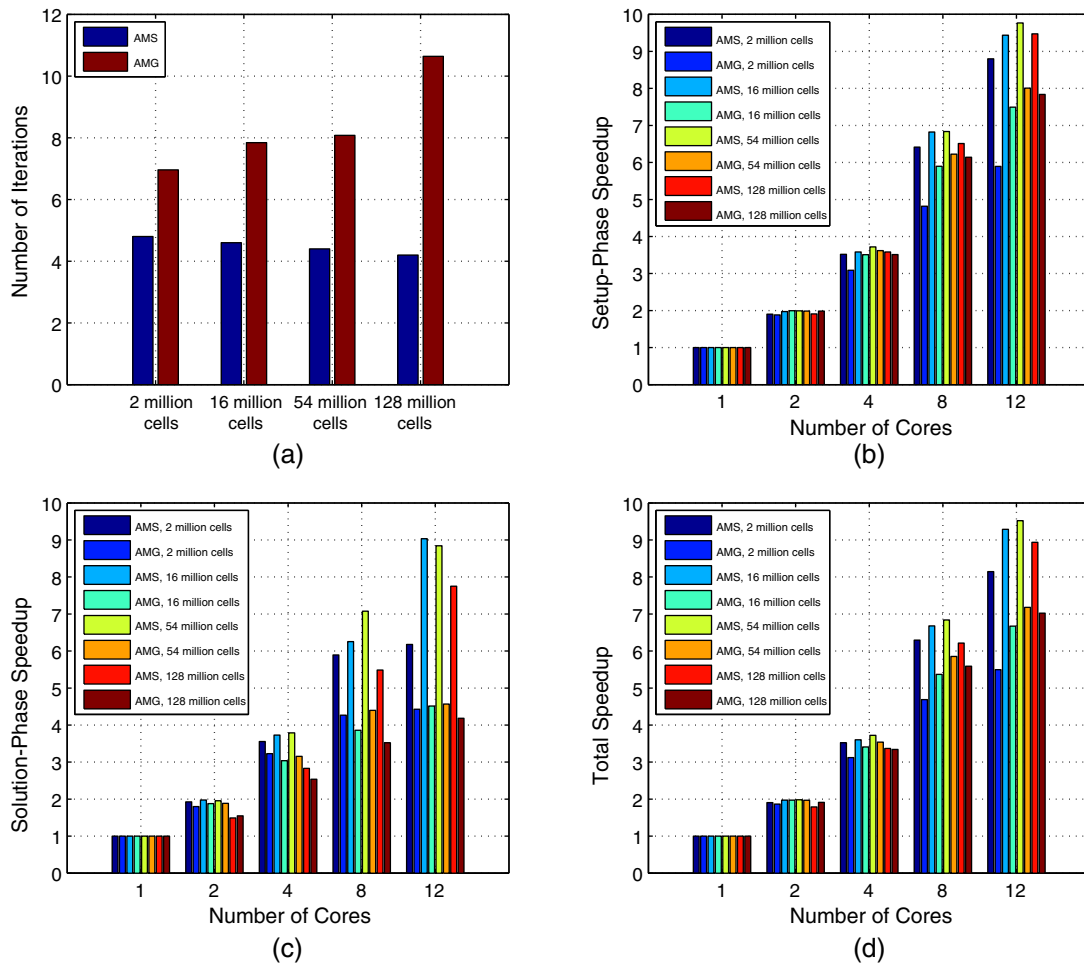 12
10
8
6
4
2
0
Number of Iterations
AMS
AMG
2 million cells
16 million cells
54 million cells
128 million cells
(a)
10
9
8
7
6
5
4
3
2
1
0
Setup-Phase Speedup
AMS, 2 million cells
AMG, 2 million cells
AMS, 16 million cells
AMG, 16 million cells
AMS, 54 million cells
AMG, 54 million cells
AMS, 128 million cells
AMG, 128 million cells
1 2 4 8 12
Number of Cores
(b)
10
9
8
7
6
5
4
3
2
1
0
Solution-Phase Speedup
AMS, 2 million cells
AMG, 2 million cells
AMS, 16 million cells
AMG, 16 million cells
AMS, 54 million cells
AMG, 54 million cells
AMS, 128 million cells
AMG, 128 million cells
1 2 4 8 12
Number of Cores
(c)
10
9
8
7
6
5
4
3
2
1
0
Total Speedup
AMS, 2 million cells
AMG, 2 million cells
AMS, 16 million cells
AMG, 16 million cells
AMS, 54 million cells
AMG, 54 million cells
AMS, 128 million cells
AMG, 128 million cells
1 2 4 8 12
Number of Cores
(d)